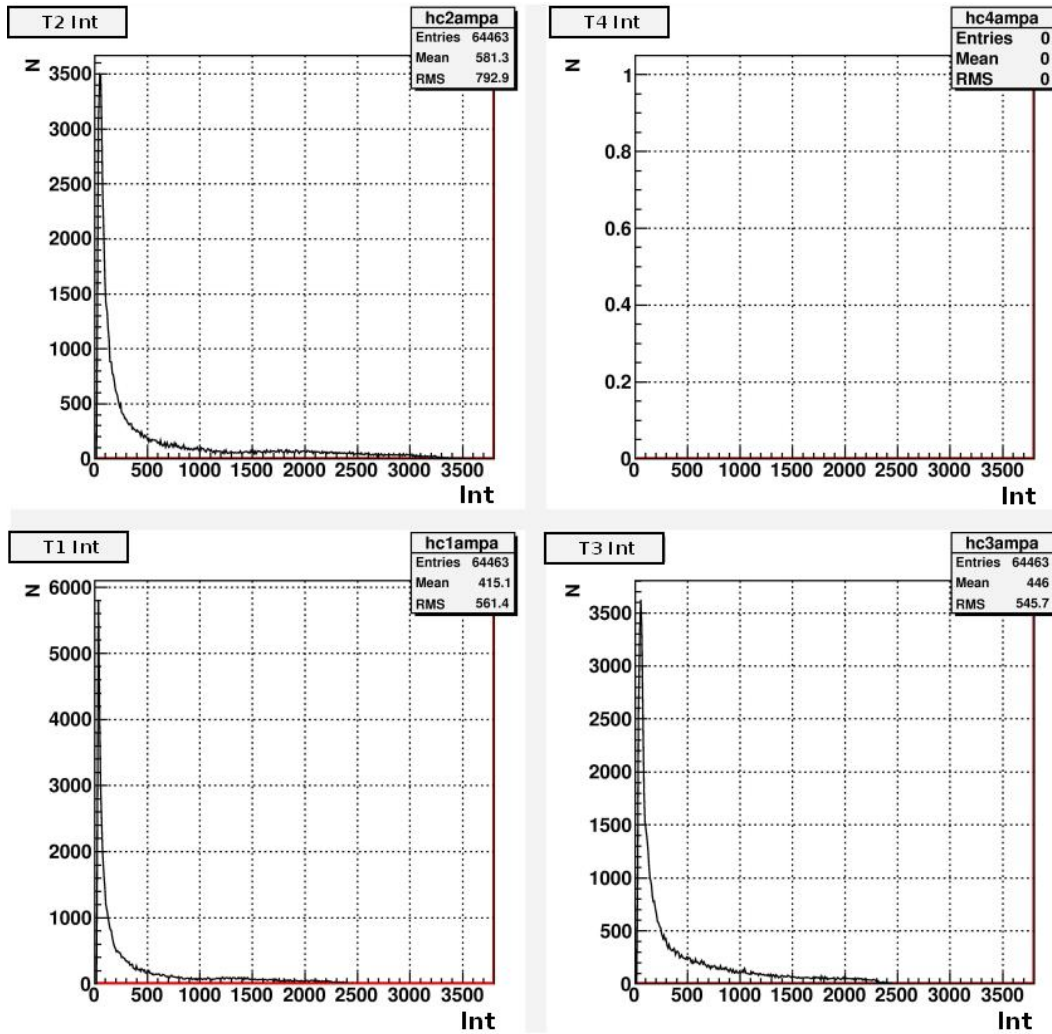 T2 Int
hc2ampa
Entries 64463
Mean 581.3
RMS 792.9
N
3500
3000
2500
2000
1500
1000
500
0
0 500 1000 1500 2000 2500 3000 3500
Int
T4 Int
hc4ampa
Entries 0
Mean 0
RMS 0
N
1
0.8
0.6
0.4
0.2
0
0 500 1000 1500 2000 2500 3000 3500
Int
T1 Int
hc1ampa
Entries 64463
Mean 415.1
RMS 561.4
N
6000
5000
4000
3000
2000
1000
0
0 500 1000 1500 2000 2500 3000 3500
Int
T3 Int
hc3ampa
Entries 64463
Mean 446
RMS 545.7
N
3500
3000
2500
2000
1500
1000
500
0
0 500 1000 1500 2000 2500 3000 3500
Int